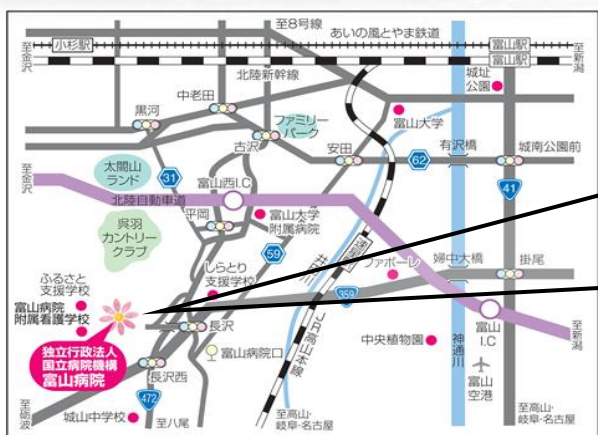 至8号線
あいの風とやま鉄道
至金沢
小杉駅
富山駅
富山駅
至新潟
北陸新幹線
城址
公園
黒河
中老田
ファミリー
パーク
富山大学
古沢
安田
有沢橋
62
城南公園前
太閤山
ランド
31
富山西I.C
至金沢
北陸自動車道
41
呉羽
カントリー
クラブ
平岡
富山大学
附属病院
59
速星駅
井田川
ファボーレ
婦中大橋
掛尾
ふるさと
支援学校
しらとり
支援学校
359
富山病院
附属看護学校
長沢
JR高山本線
富山
I.C
至新潟
独立行政法人
国立病院機構
富山病院
富山病院口
中央植物園
神通川
長沢西
富山
空港
472
至砺波
城山中学校
至八尾
至高山・
岐阜・名古屋
至高山・
岐阜・名古屋